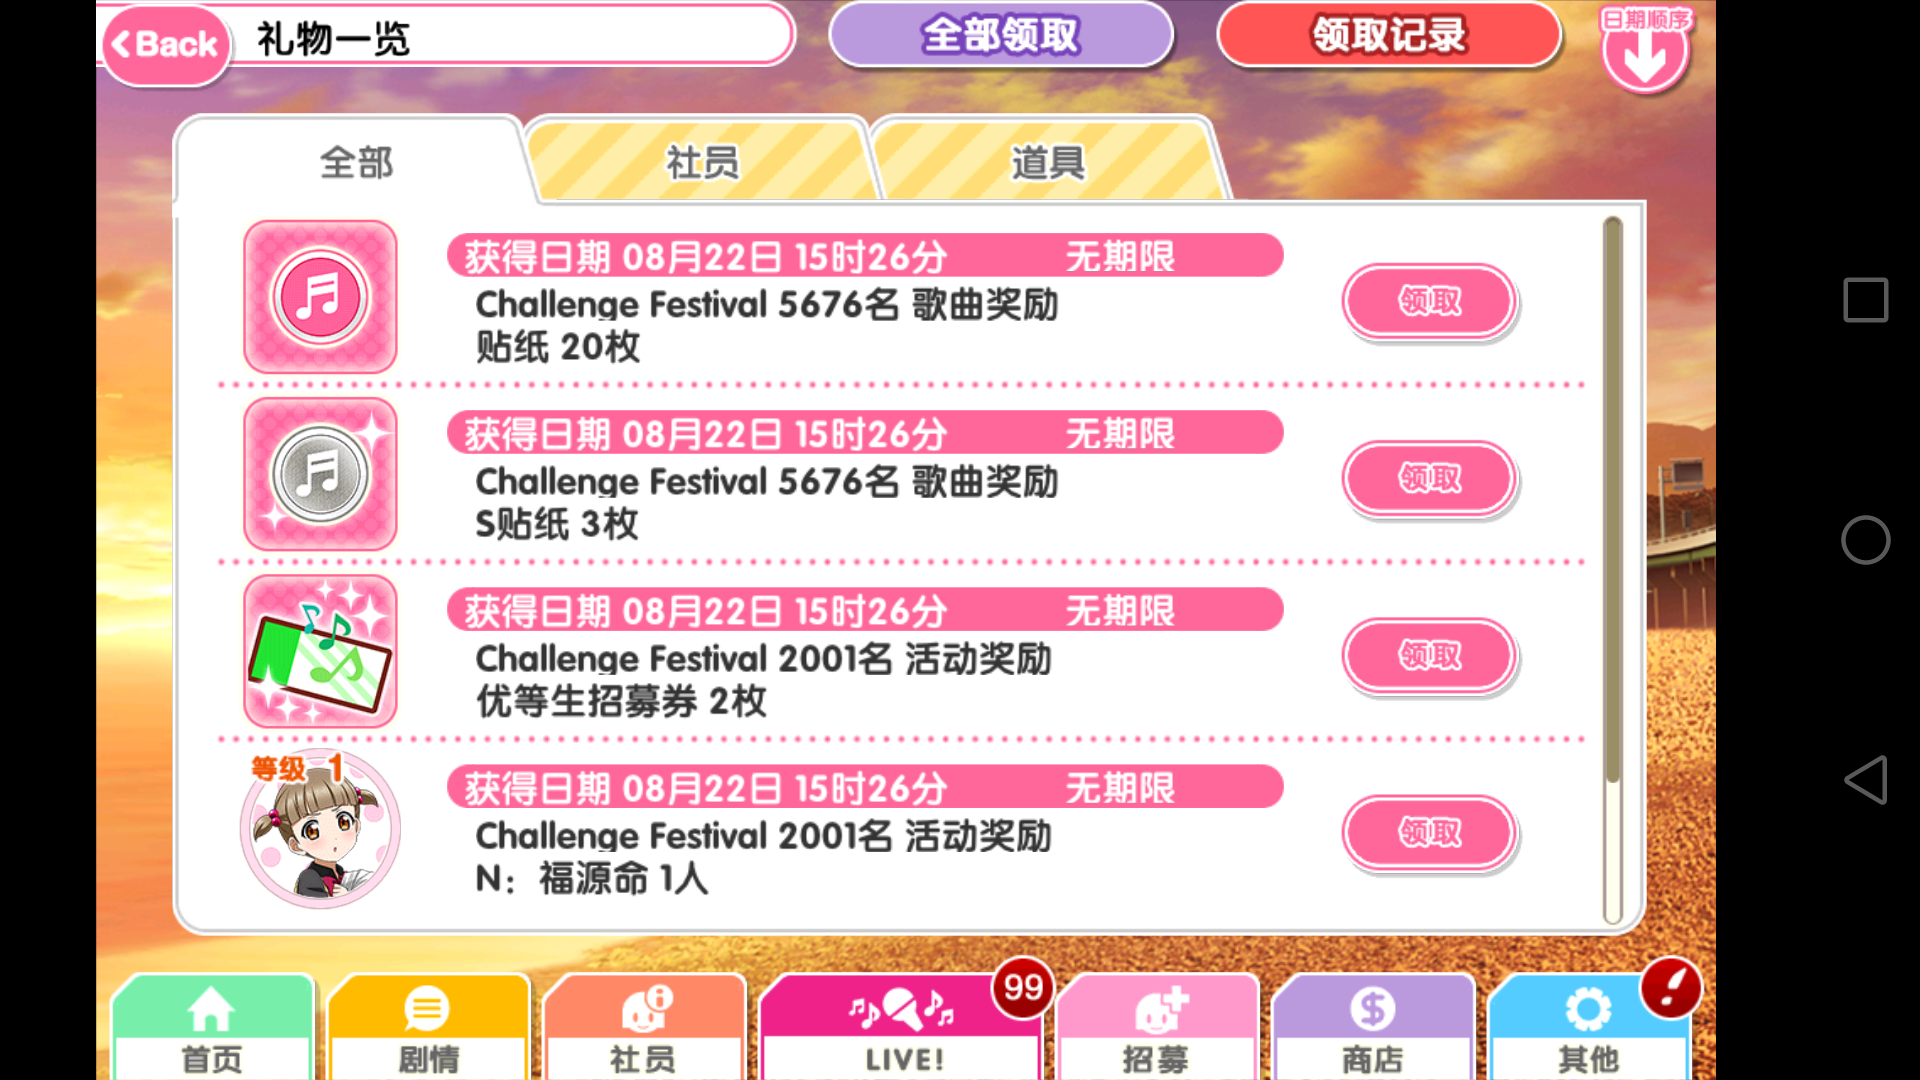 Back
礼物一览
全部领取
领取记录
日期顺序
全部
社员
道具
获得日期 08月22日 15时26分 无期限
Challenge Festival 5676名 歌曲奖励
贴纸 20枚
领取
获得日期 08月22日 15时26分 无期限
Challenge Festival 5676名 歌曲奖励
S贴纸 3枚
领取
获得日期 08月22日 15时26分 无期限
Challenge Festival 2001名 活动奖励
优等生招募券 2枚
领取
等级 1
获得日期 08月22日 15时26分 无期限
Challenge Festival 2001名 活动奖励
N：福源命 1人
领取
首页
剧情
社员
LIVE!
99
招募
商店
其他
!